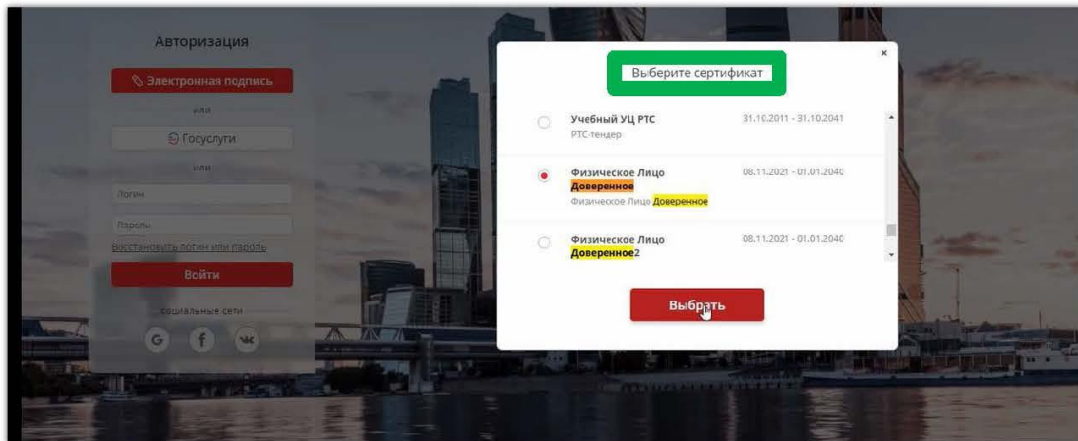 Авторизация
Электронная подпись
или
Госуслуги
или
Логин
Пароль
Восстановить логин или пароль
Войти
социальные сети
G f
Выберите сертификат
×
Учебный УЦ РТС 31.10.2011 - 31.10.2041
РТС-тендер
Физическое Лицо 08.11.2021 - 01.01.2040
Доверенное
Физическое Лицо Доверенное
Физическое Лицо 08.11.2021 - 01.01.2040
Доверенное2
Выбрать